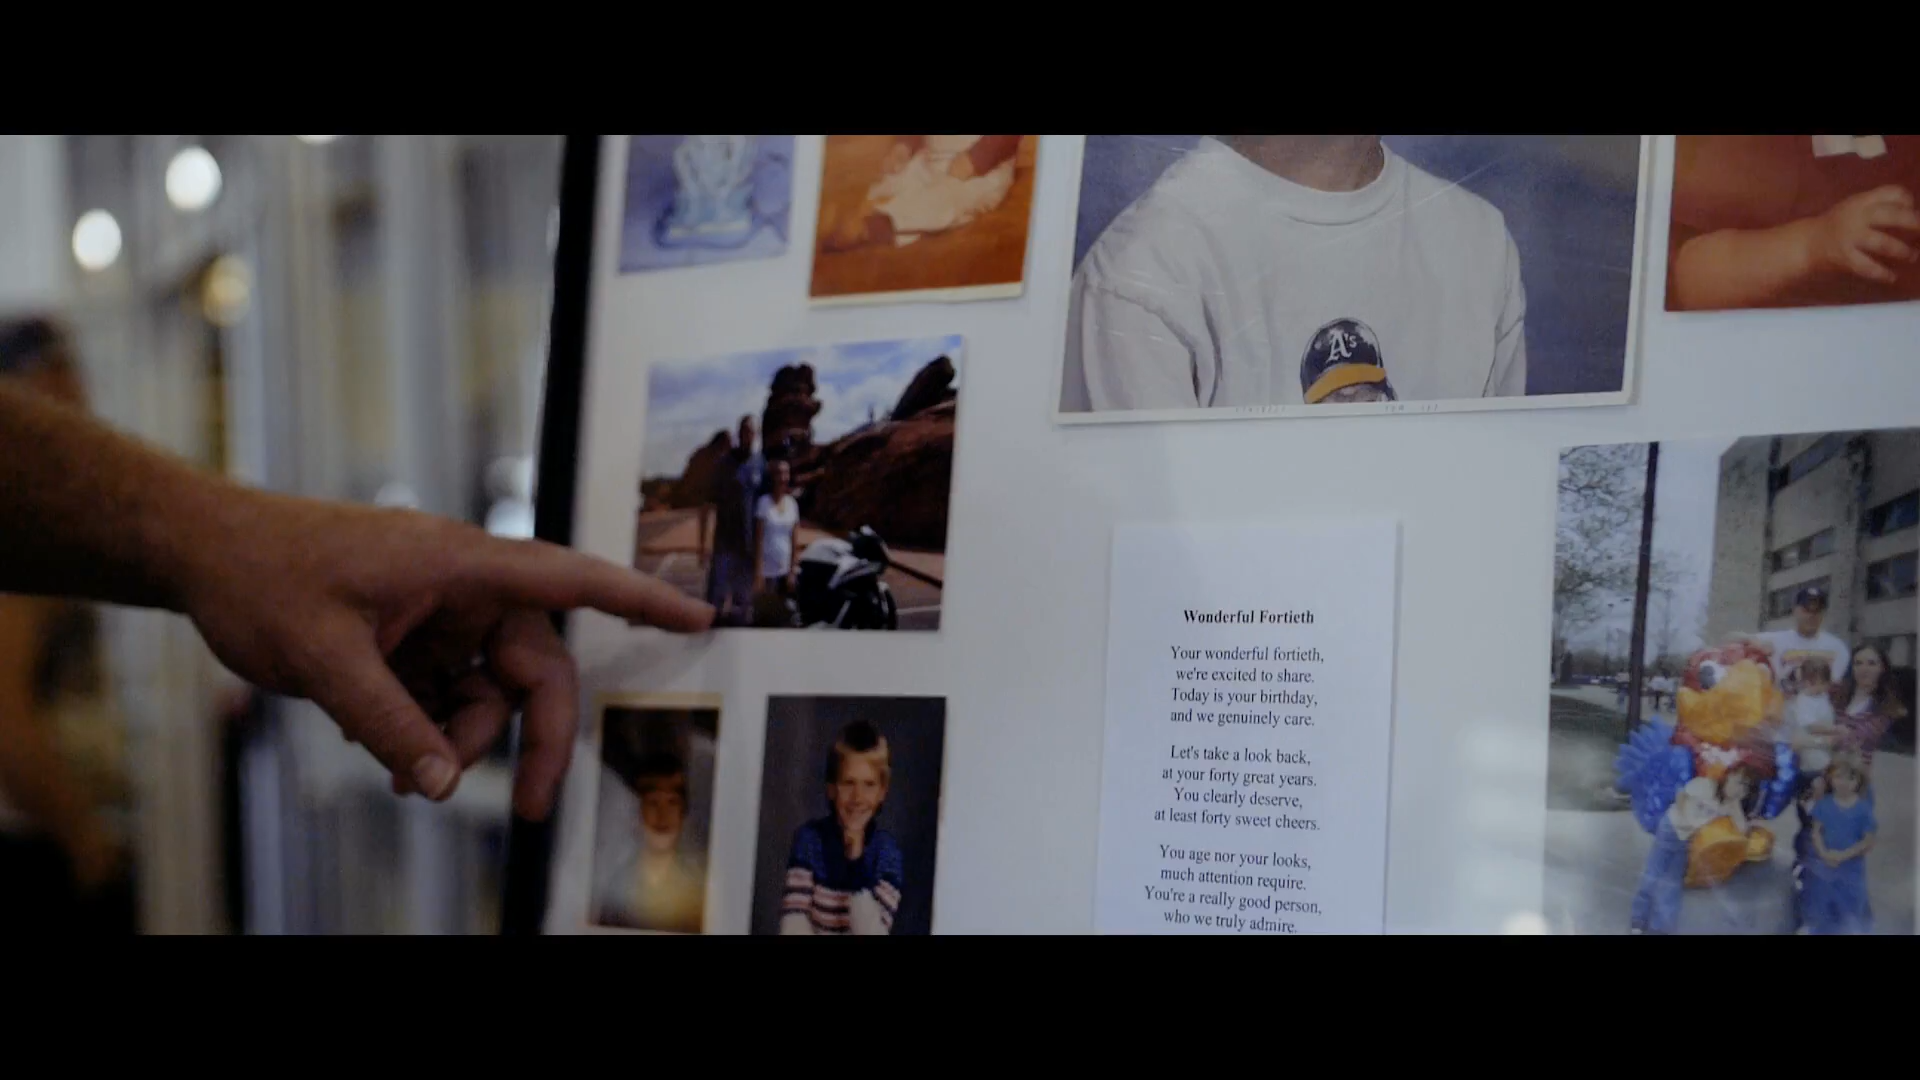 A's
Wonderful Fortieth
Your wonderful fortieth,
we're excited to share.
Today is your birthday,
and we genuinely care.
Let's take a look back,
at your forty great years.
You clearly deserve,
at least forty sweet cheers.
You age nor your looks,
much attention require.
You're a really good person,
who we truly admire.